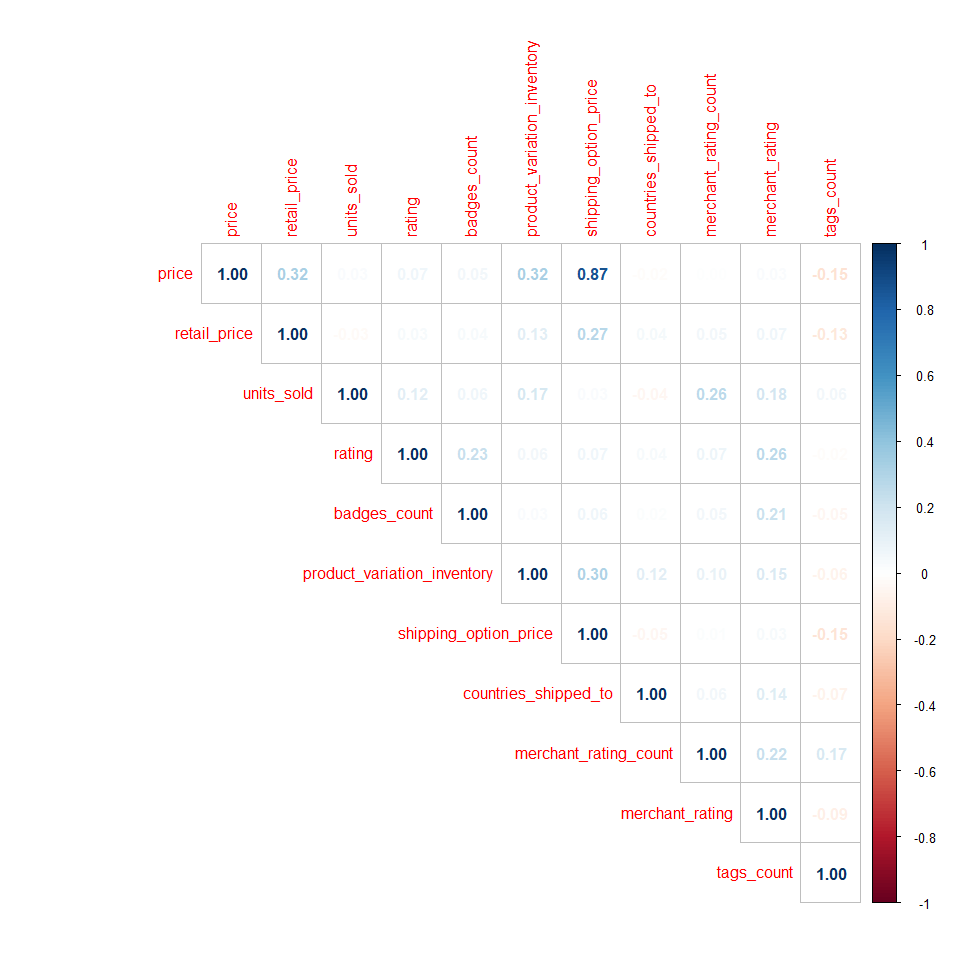 price
retail_price
units_sold
rating
badges_count
product_variation_inventory
shipping_option_price
countries_shipped_to
merchant_rating_count
merchant_rating
tags_count
price 1.00 0.32 0.07 0.05 0.32 0.87 -0.15
retail_price 1.00 0.03 0.04 0.13 0.27 0.04 0.05 0.07 -0.13
units_sold 1.00 0.12 0.06 0.17 0.03 -0.04 0.26 0.18 0.06
rating 1.00 0.23 0.06 0.07 0.04 0.07 0.26
badges_count 1.00 0.03 0.06 0.05 0.21 -0.05
product_variation_inventory 1.00 0.30 0.12 0.10 0.15 -0.06
shipping_option_price 1.00 -0.05 0.03 -0.15
countries_shipped_to 1.00 0.06 0.14 -0.07
merchant_rating_count 1.00 0.22 0.17
merchant_rating 1.00 -0.09
tags_count 1.00
1
0.8
0.6
0.4
0.2
0
-0.2
-0.4
-0.6
-0.8
-1